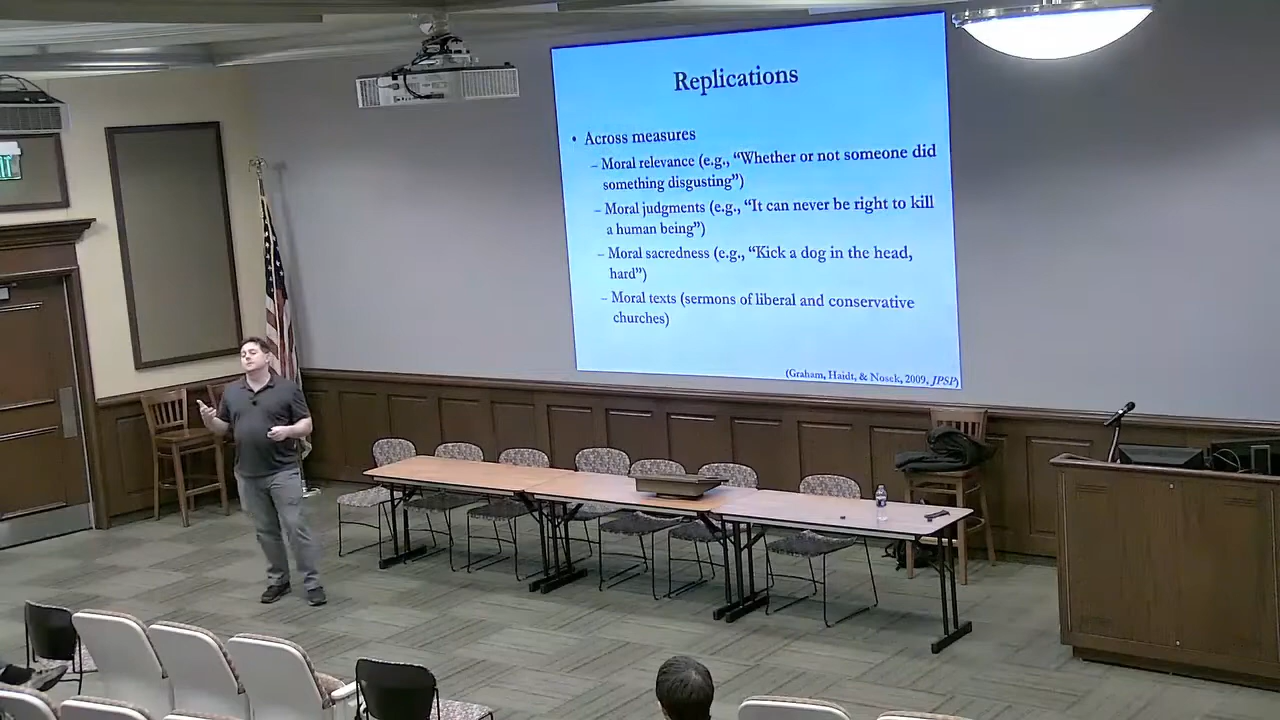 Replications
• Across measures
– Moral relevance (e.g., “Whether or not someone did
something disgusting”)
– Moral judgments (e.g., “It can never be right to kill
a human being”)
– Moral sacredness (e.g., “Kick a dog in the head,
hard”)
– Moral texts (sermons of liberal and conservative
churches)
(Graham, Haidt, & Nosek, 2009, JPSP)